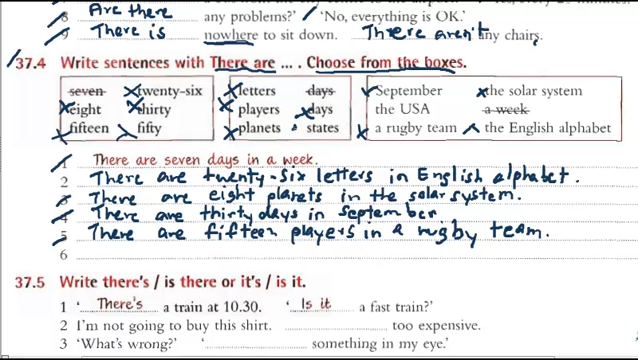 8 Are there any problems?' 'No, everything is OK.'
9 There is nowhere to sit down. There aren't any chairs.
37.4 Write sentences with There are ... . Choose from the boxes.
seven twenty-six letters days September the solar system
eight thirty players days the USA a week
fifteen fifty planets states a rugby team the English alphabet
1 There are seven days in a week.
2 There are twenty-six letters in English alphabet.
3 There are eight planets in the solar system.
4 There are thirty days in September.
5 There are fifteen players in a rugby team.
6
37.5 Write there's / is there or it's / is it.
1 ' There's a train at 10.30. ' Is it a fast train?'
2 I'm not going to buy this shirt. too expensive.
3 'What's wrong?' ' something in my eye.'